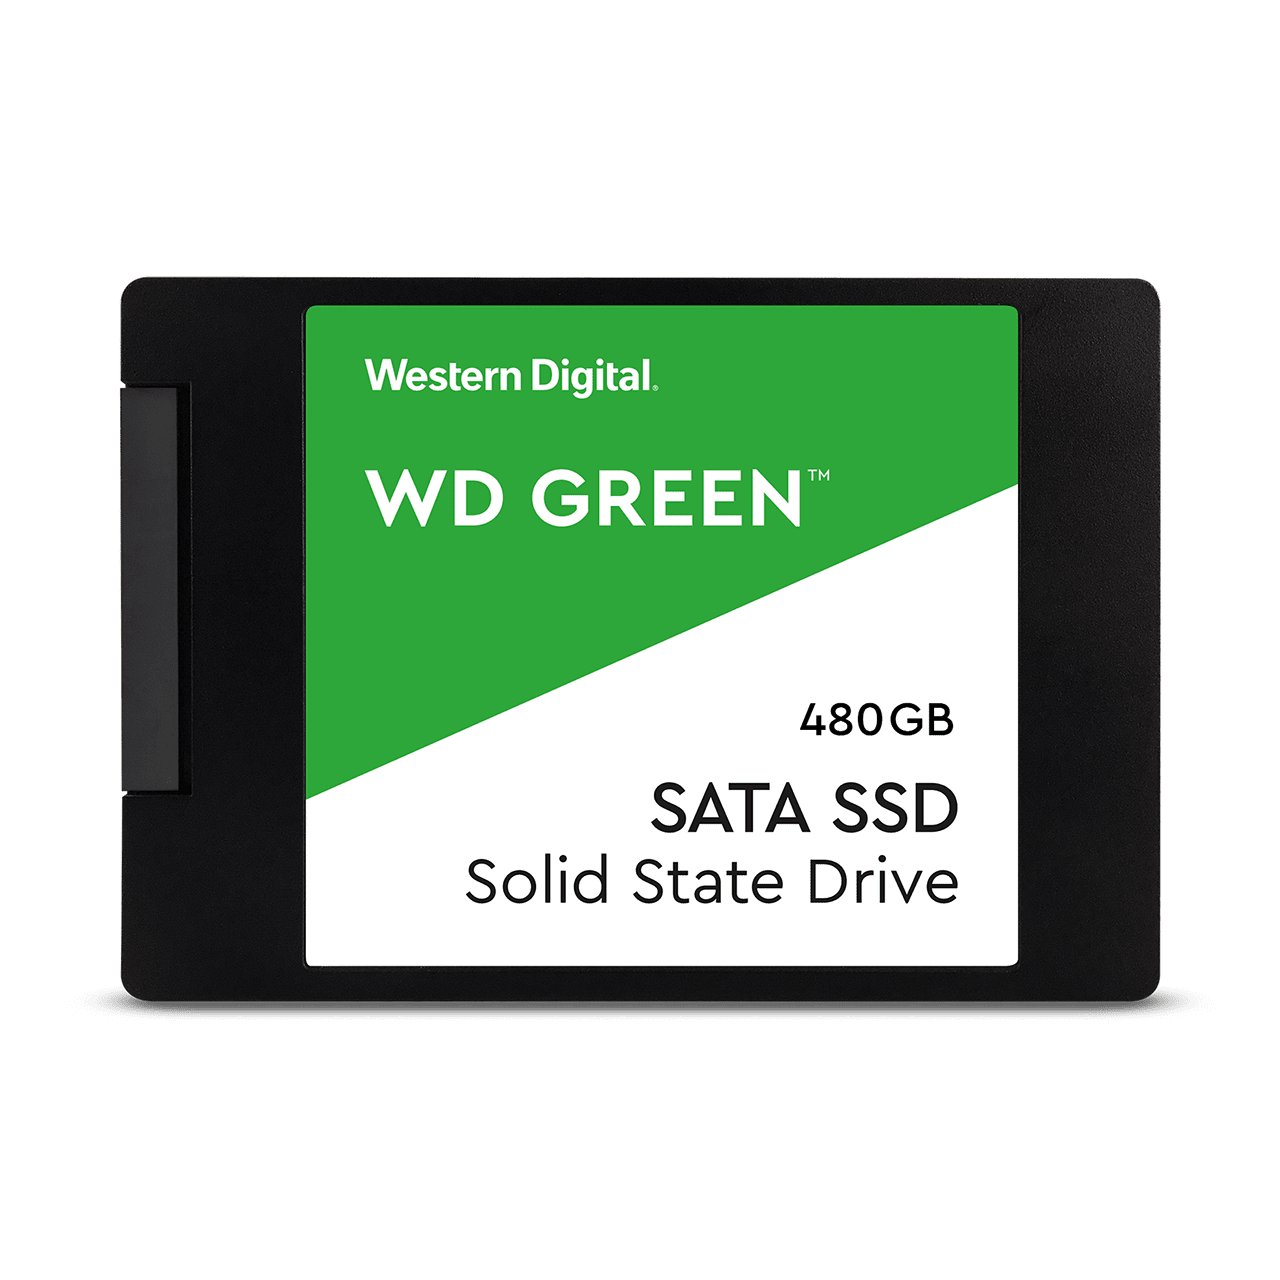 Western Digital®
WD GREEN™
480GB
SATA SSD
Solid State Drive